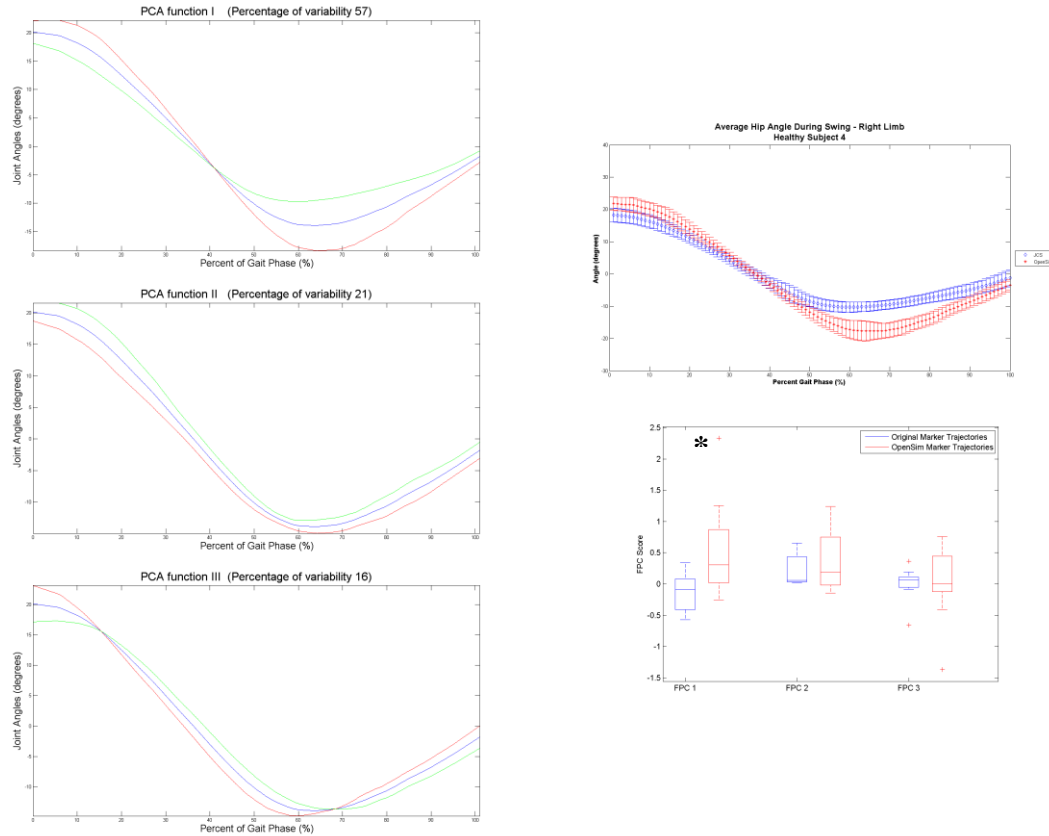 PCA function I (Percentage of variability 57)
Joint Angles (degrees)
20
15
10
5
0
-5
-10
-15
0 10 20 30 40 50 60 70 80 90 100
Percent of Gait Phase (%)
PCA function II (Percentage of variability 21)
Joint Angles (degrees)
20
15
10
5
0
-5
-10
0 10 20 30 40 50 60 70 80 90 100
Percent of Gait Phase (%)
PCA function III (Percentage of variability 16)
Joint Angles (degrees)
20
15
10
5
0
-5
-10
0 10 20 30 40 50 60 70 80 90 100
Percent of Gait Phase (%)
Average Hip Angle During Swing - Right Limb
Healthy Subject 4
Angle (degrees)
40
30
20
10
0
-10
-20
-30
0 10 20 30 40 50 60 70 80 90 100
Percent Gait Phase (%)
JCS
FPC Score
2.5
2
1.5
1
0.5
0
-0.5
-1
-1.5
*
Original Marker Trajectories
OpenSim Marker Trajectories
FPC 1 FPC 2 FPC 3